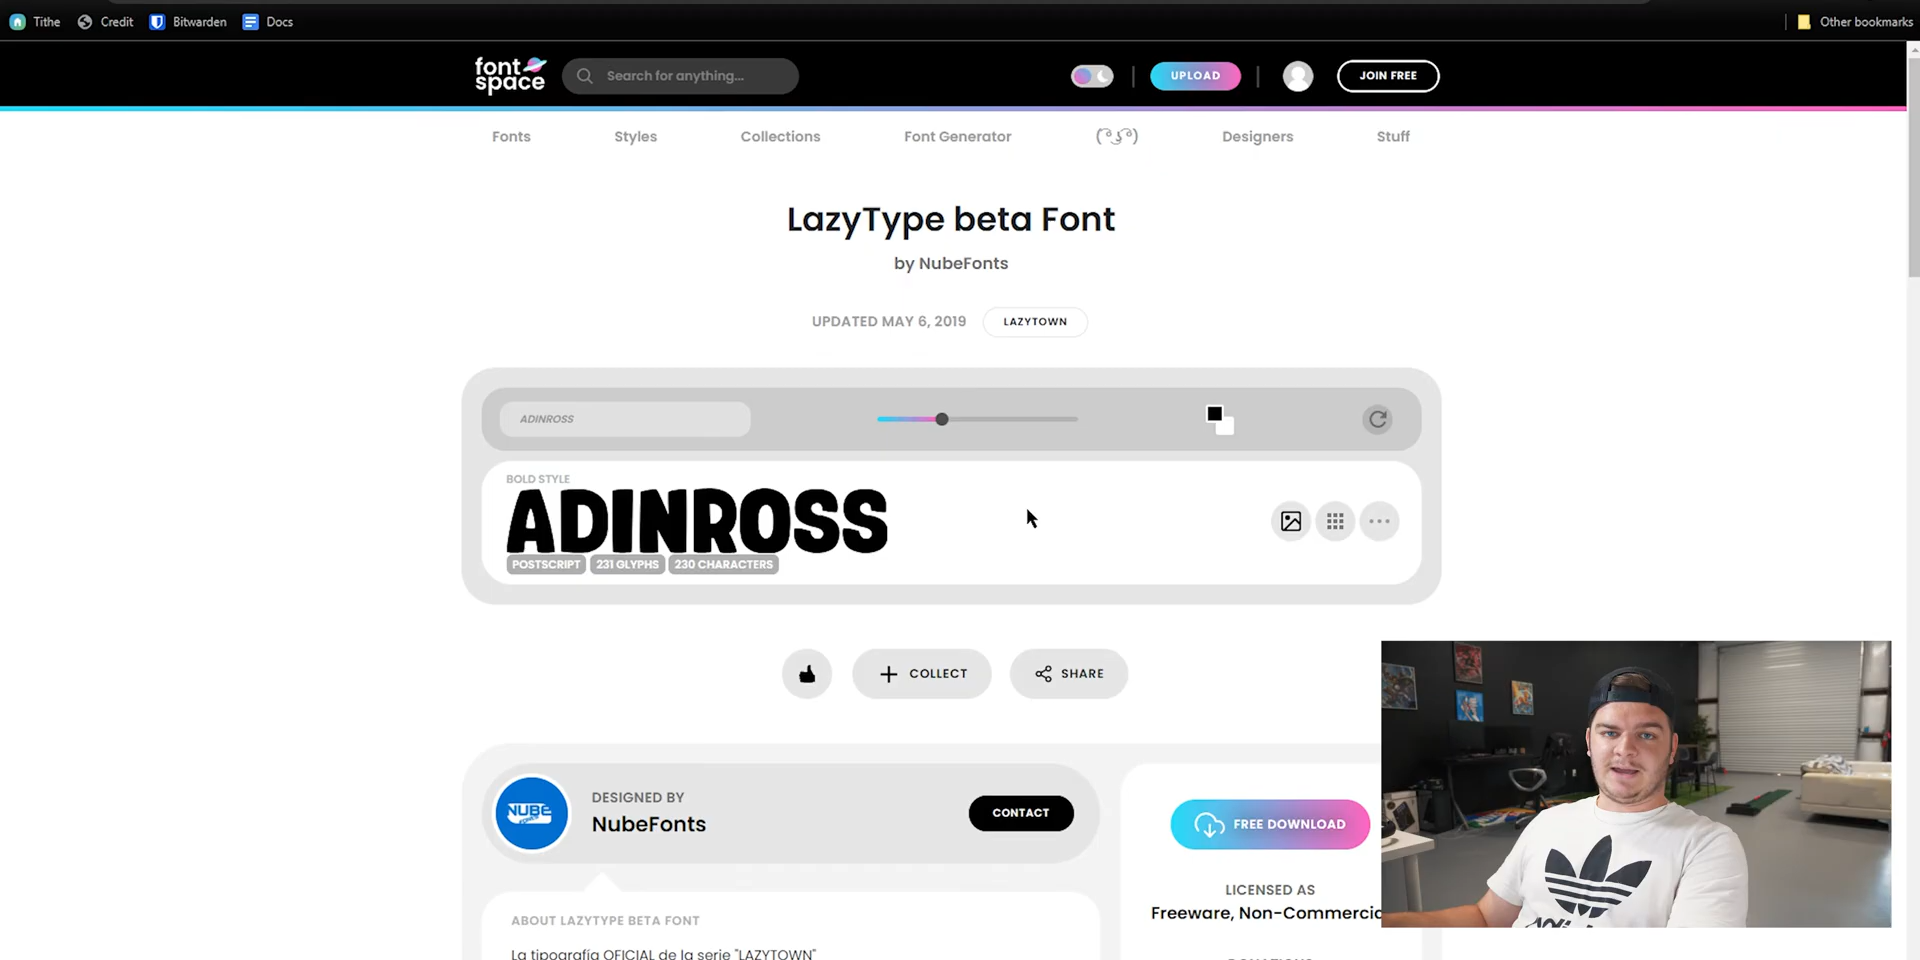 Tithe Credit Bitwarden Docs Other bookmarks
font space Search for anything... UPLOAD JOIN FREE
Fonts Styles Collections Font Generator ( ͡° ͜ʖ ͡°) Designers Stuff
LazyType beta Font
by NubeFonts
UPDATED MAY 6, 2019 LAZYTOWN
ADINROSS
BOLD STYLE
ADINROSS
POSTSCRIPT 231 GLYPHS 230 CHARACTERS
COLLECT SHARE
NUBE
DESIGNED BY
NubeFonts
CONTACT
FREE DOWNLOAD
LICENSED AS
Freeware, Non-Commercia
ABOUT LAZYTYPE BETA FONT
La tipografía OFICIAL de la serie "LAZYTOWN"